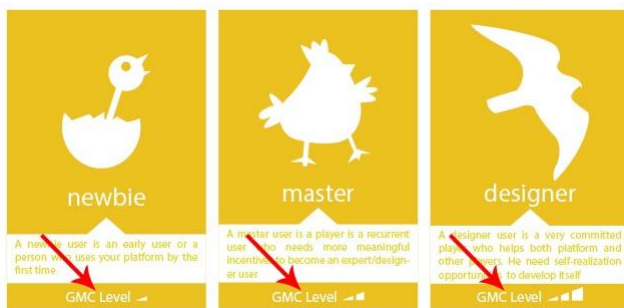 newbie
A newbie user is an early user or a
person who uses your platform by the
first time
GMC Level
master
A master user is a player is a recurrent
user who needs more meaningful
incentives to become an expert/design-
er user
GMC Level
designer
A designer user is a very committed
player who helps both platform and
other players. He need self-realization
opportunities to develop itself
GMC Level